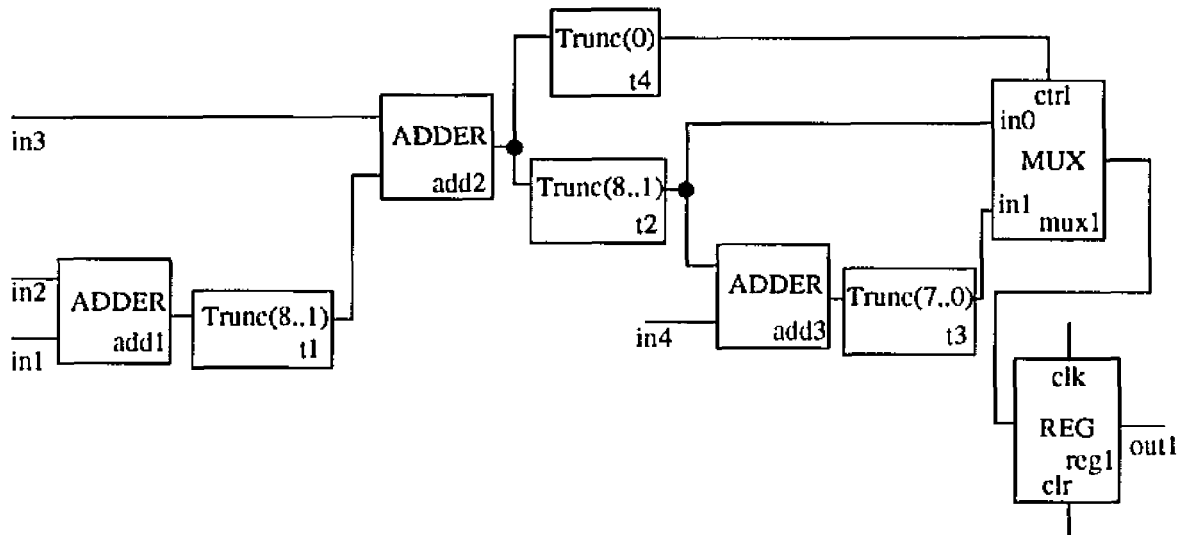 Trunc(0)
t4
in3
ADDER
add2
ctrl
in0
MUX
in1
mux1
Trunc(8..1)
t2
in2
in1
ADDER
add1
Trunc(8..1)
t1
ADDER
add3
in4
Trunc(7..0)
t3
clk
REG
reg1
clr
out1